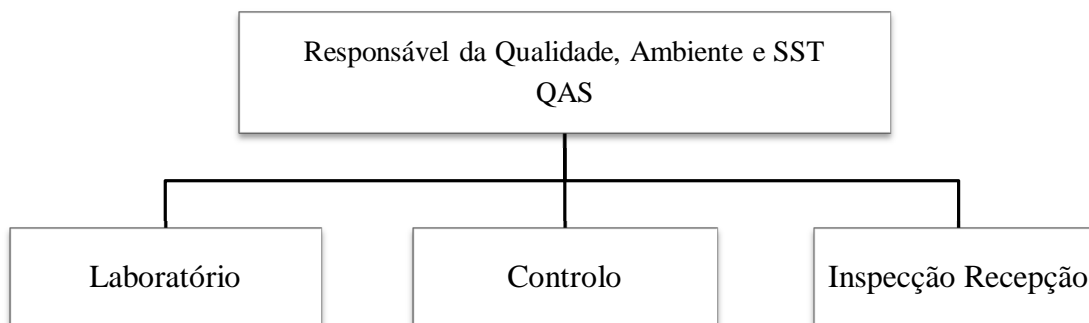 Responsável da Qualidade, Ambiente e SST
QAS
Laboratório
Controlo
Inspecção Recepção